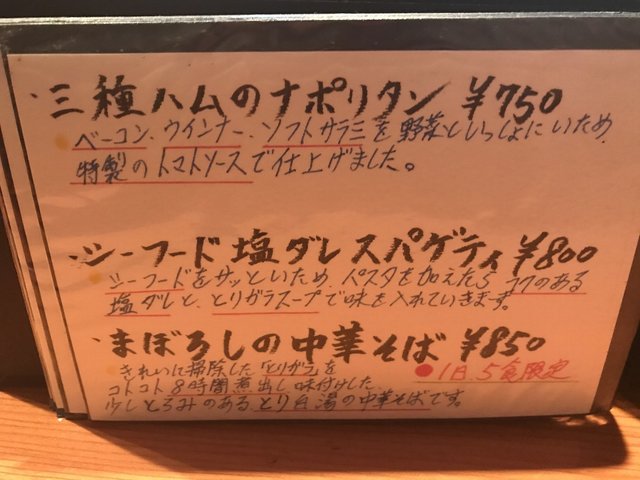 ・三種ハムのナポリタン ¥750
ベーコン、ウインナー、ソフトサラミを野菜といっしょにいため、
特製のトマトソースで仕上げました。
・シーフード塩ダレスパゲティ ¥800
シーフードをサッといため、パスタを加えたらコクのある
塩ダレと、とりガラスープで味を入れていきます。
・まぼろしの中華そば ¥850
きれいに掃除した「とりガラ」を
●1日、5食限定
コトコト8時間煮出し味付けした
少しとろみのあるとり白湯の中華そばです。